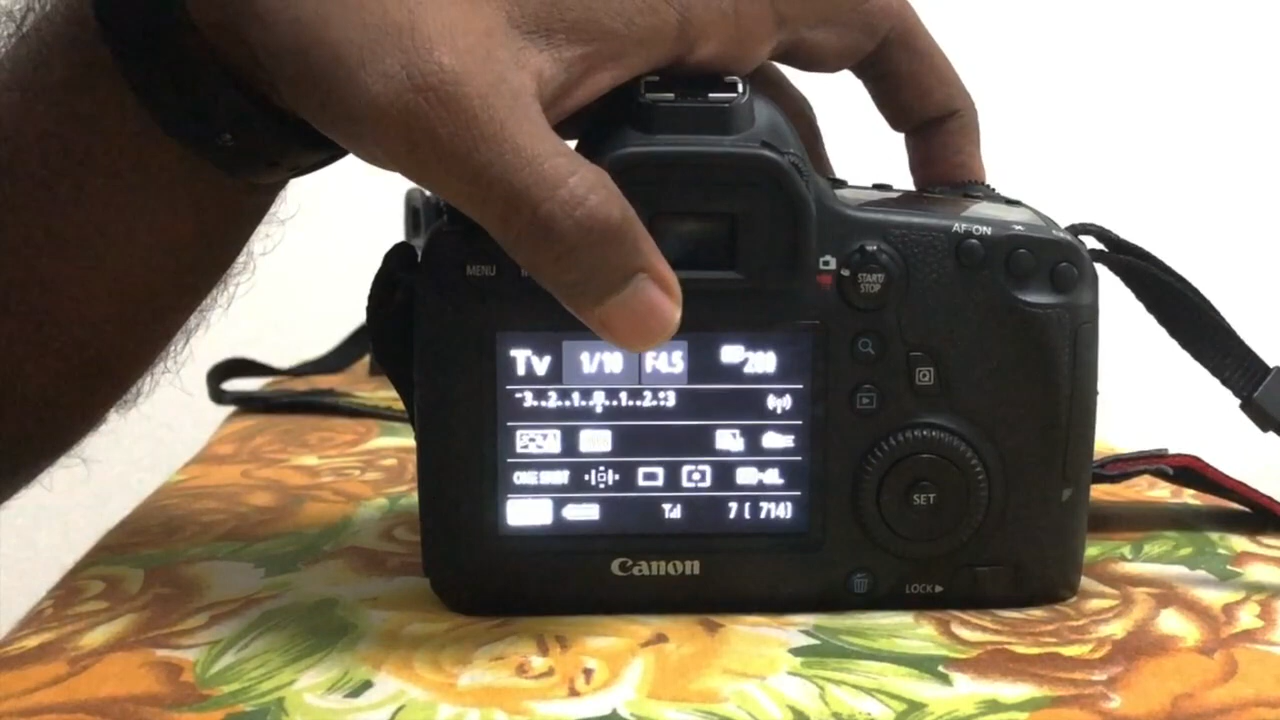 MENU
AF-ON
START/
STOP
Tv 1/10 F4.5 ISO 200
-3..2..1..0..1..2.:3
Q
ONE SHOT
7 [ 714]
SET
Canon
LOCK